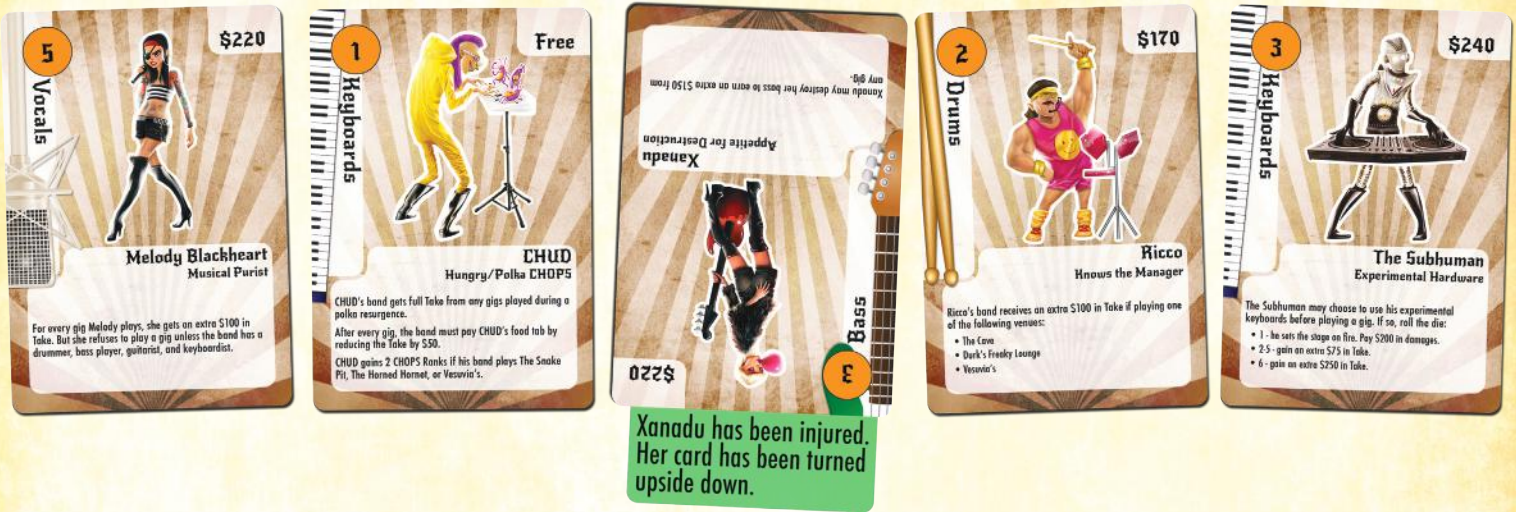 5
$220
Vocals
Melody Blackheart
Musical Purist
For every gig Melody plays, she gets an extra $100 in
Take. But she refuses to play a gig unless the band has a
drummer, bass player, guitarist, and keyboardist.
1
Free
Keyboards
CHUD
Hungry/Polka CHOPS
CHUD's band gets full Take from any gigs played during a
polka resurgence.
After every gig, the band must pay CHUD's food tab by
reducing the Take by $50.
CHUD gains 2 CHOPS Ranks if his band plays The Snake
Pit, The Horned Hornet, or Vesuvia's.
3
$220
Bass
Xanadu
Appetite for Destruction
Xanadu may destroy her bass to earn an extra $150 from
any gig.
Xanadu has been injured.
Her card has been turned
upside down.
2
$170
Drums
Ricco
Knows the Manager
Ricco's band receives an extra $100 in Take if playing one
of the following venues:
• The Cave
• Durk's Freaky Lounge
• Vesuvia's
3
$240
Keyboards
The Subhuman
Experimental Hardware
The Subhuman may choose to use his experimental
keyboards before playing a gig. If so, roll the die:
• 1 - he sets the stage on fire. Pay $200 in damages.
• 2-5 - gain an extra $75 in Take.
• 6 - gain an extra $250 in Take.